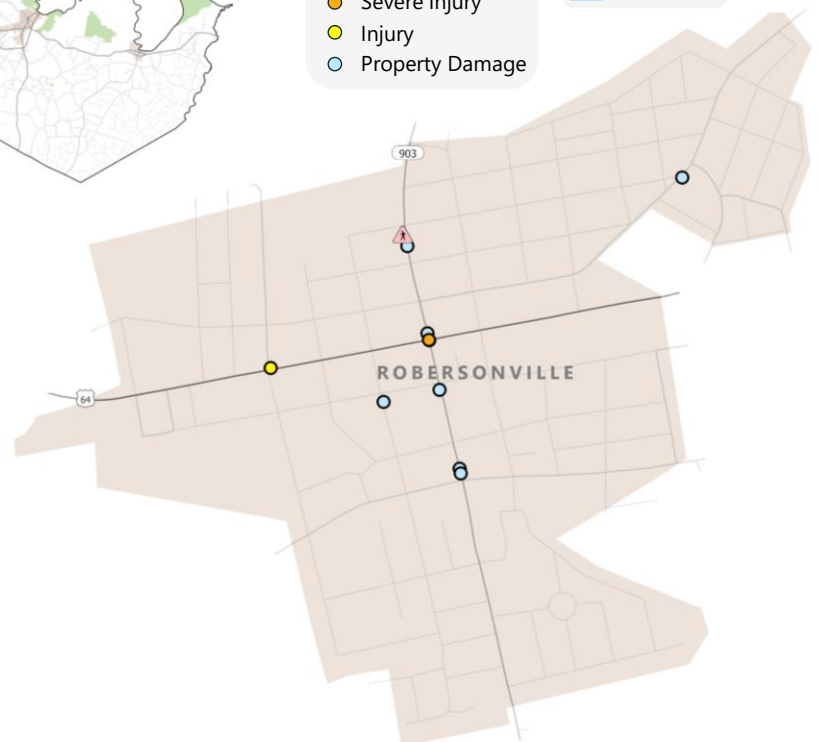 Severe Injury
Injury
Property Damage
903
ROBERSONVILLE
64